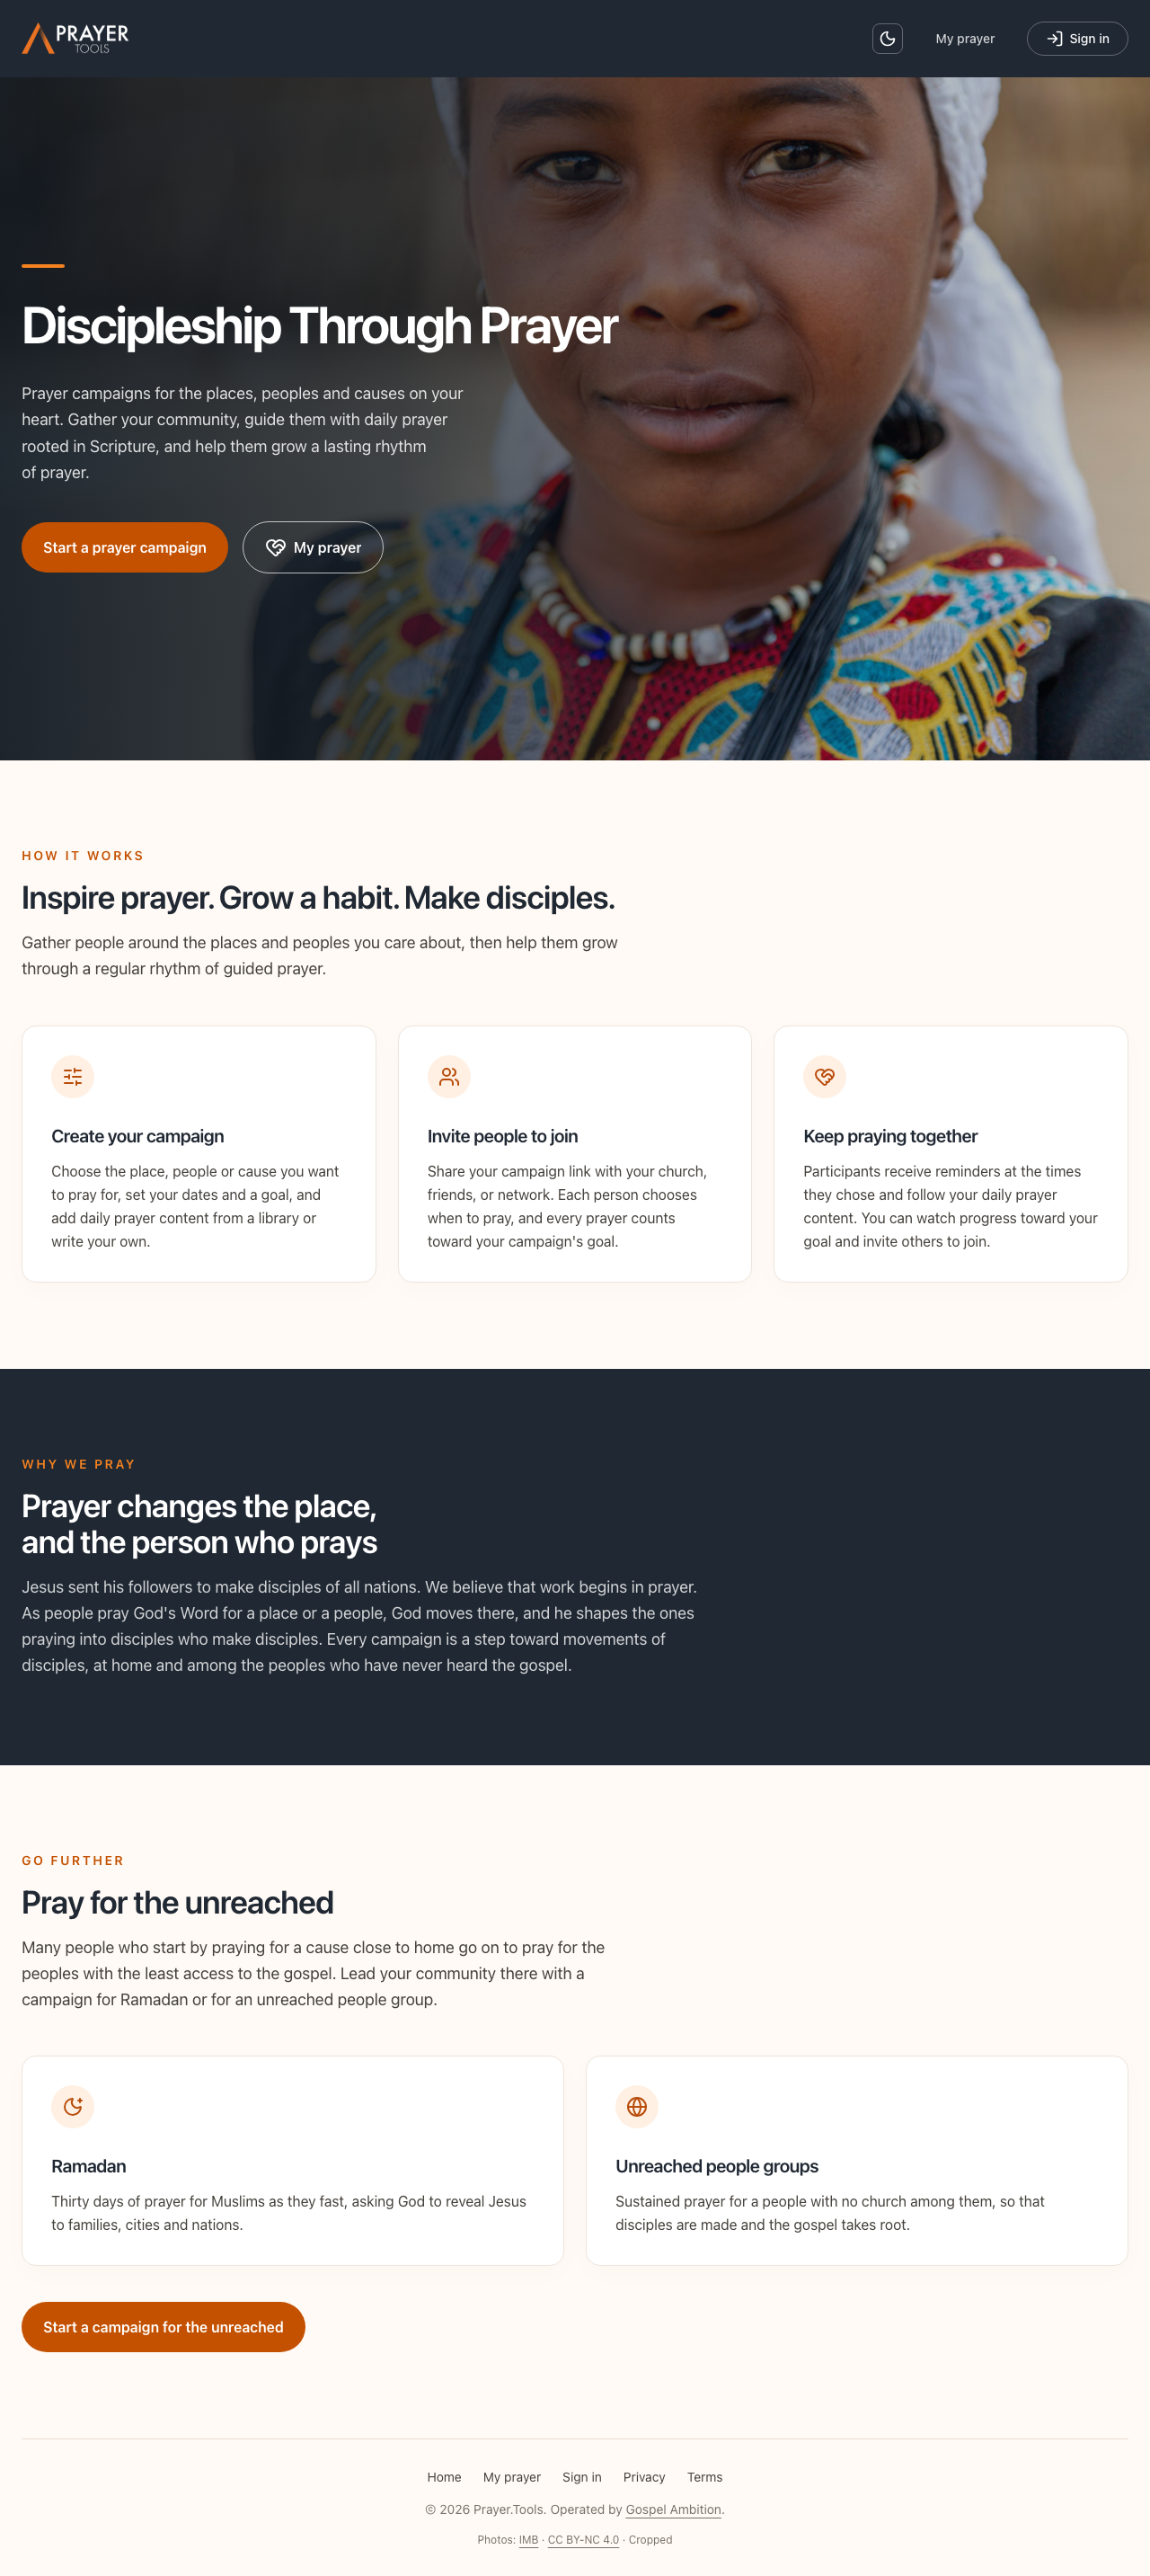 PRAYER
TOOLS
My prayer
Sign in
Discipleship Through Prayer
Prayer campaigns for the places, peoples and causes on your
heart. Gather your community, guide them with daily prayer
rooted in Scripture, and help them grow a lasting rhythm
of prayer.
Start a prayer campaign
My prayer
HOW IT WORKS
Inspire prayer. Grow a habit. Make disciples.
Gather people around the places and peoples you care about, then help them grow
through a regular rhythm of guided prayer.
Create your campaign
Choose the place, people or cause you want
to pray for, set your dates and a goal, and
add daily prayer content from a library or
write your own.
Invite people to join
Share your campaign link with your church,
friends, or network. Each person chooses
when to pray, and every prayer counts
toward your campaign's goal.
Keep praying together
Participants receive reminders at the times
they chose and follow your daily prayer
content. You can watch progress toward your
goal and invite others to join.
WHY WE PRAY
Prayer changes the place,
and the person who prays
Jesus sent his followers to make disciples of all nations. We believe that work begins in prayer.
As people pray God's Word for a place or a people, God moves there, and he shapes the ones
praying into disciples who make disciples. Every campaign is a step toward movements of
disciples, at home and among the peoples who have never heard the gospel.
GO FURTHER
Pray for the unreached
Many people who start by praying for a cause close to home go on to pray for the
peoples with the least access to the gospel. Lead your community there with a
campaign for Ramadan or for an unreached people group.
Ramadan
Thirty days of prayer for Muslims as they fast, asking God to reveal Jesus
to families, cities and nations.
Unreached people groups
Sustained prayer for a people with no church among them, so that
disciples are made and the gospel takes root.
Start a campaign for the unreached
Home My prayer Sign in Privacy Terms
© 2026 Prayer.Tools. Operated by Gospel Ambition.
Photos: IMB · CC BY-NC 4.0 · Cropped